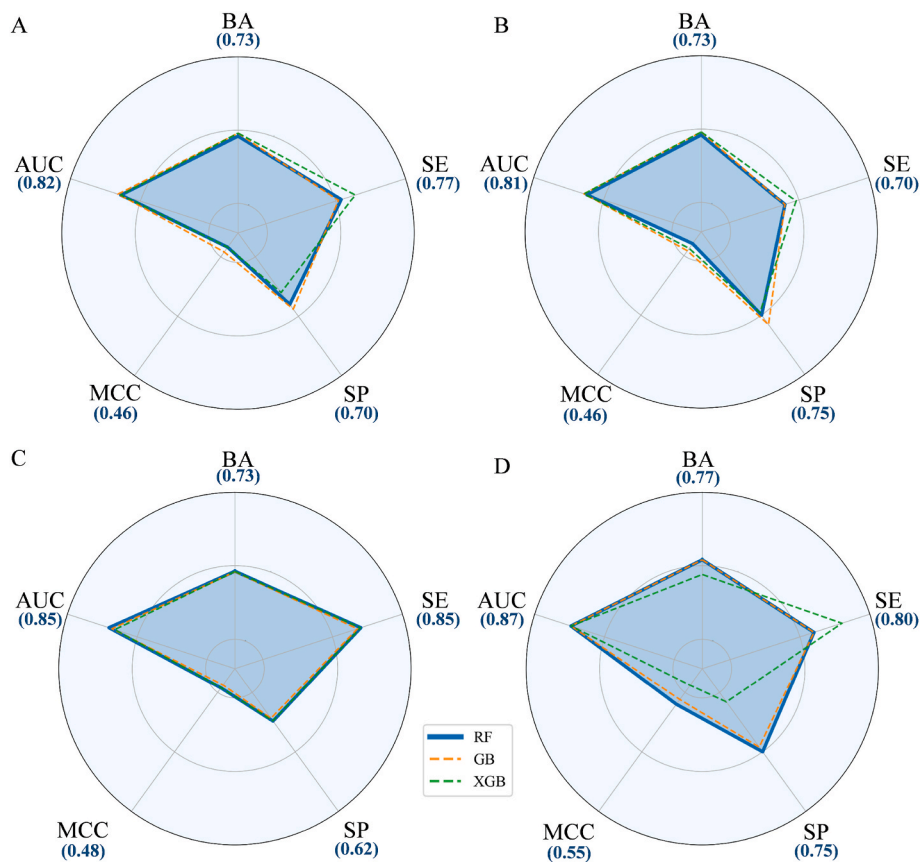 A
BA
(0.73)
AUC
(0.82)
SE
(0.77)
MCC
(0.46)
SP
(0.70)
B
BA
(0.73)
AUC
(0.81)
SE
(0.70)
MCC
(0.46)
SP
(0.75)
C
BA
(0.73)
AUC
(0.85)
SE
(0.85)
MCC
(0.48)
SP
(0.62)
D
BA
(0.77)
AUC
(0.87)
SE
(0.80)
MCC
(0.55)
SP
(0.75)
RF
GB
XGB